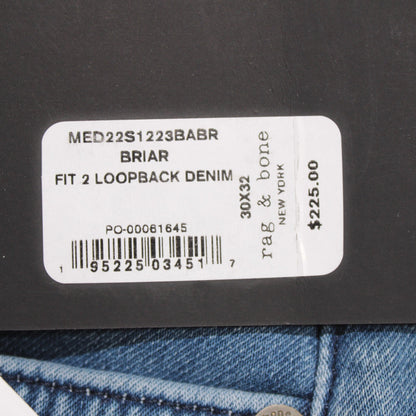 MED22S1223BABR
BRIAR
FIT 2 LOOPBACK DENIM
PO-00061645
1 95225 03451 7
30X32
rag & bone
NEW YORK
$225.00